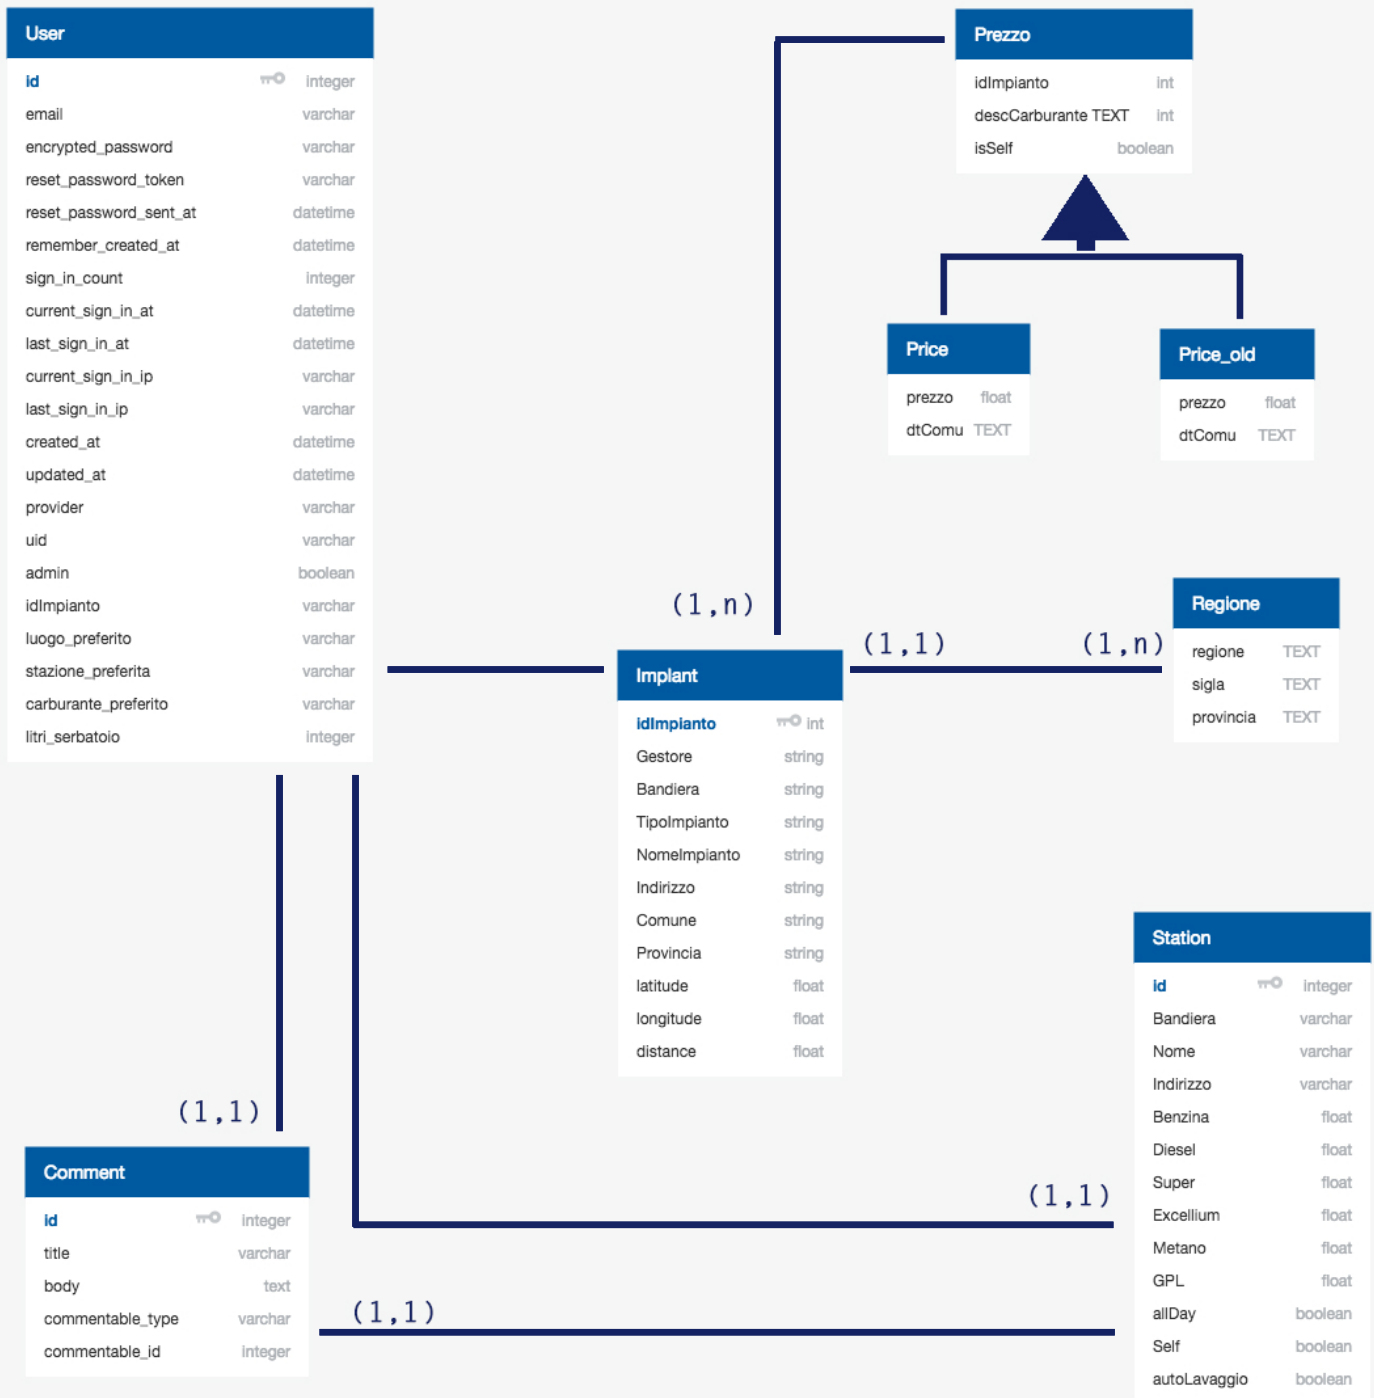 User
id integer
email varchar
encrypted_password varchar
reset_password_token varchar
reset_password_sent_at datetime
remember_created_at datetime
sign_in_count integer
current_sign_in_at datetime
last_sign_in_at datetime
current_sign_in_ip varchar
last_sign_in_ip varchar
created_at datetime
updated_at datetime
provider varchar
uid varchar
admin boolean
idImpianto varchar
luogo_preferito varchar
stazione_preferita varchar
carburante_preferito varchar
litri_serbatoio integer
Prezzo
idImpianto int
descCarburante TEXT int
isSelf boolean
Price
prezzo float
dtComu TEXT
Price_old
prezzo float
dtComu TEXT
(1,n)
(1,1)
(1,n)
Regione
regione TEXT
sigla TEXT
provincia TEXT
Implant
idImpianto int
Gestore string
Bandiera string
TipoImpianto string
NomeImpianto string
Indirizzo string
Comune string
Provincia string
latitude float
longitude float
distance float
Station
id integer
Bandiera varchar
Nome varchar
Indirizzo varchar
Benzina float
Diesel float
Super float
Excellium float
Metano float
GPL float
allDay boolean
Self boolean
autoLavaggio boolean
(1,1)
(1,1)
Comment
id integer
title varchar
body text
commentable_type varchar
commentable_id integer
(1,1)